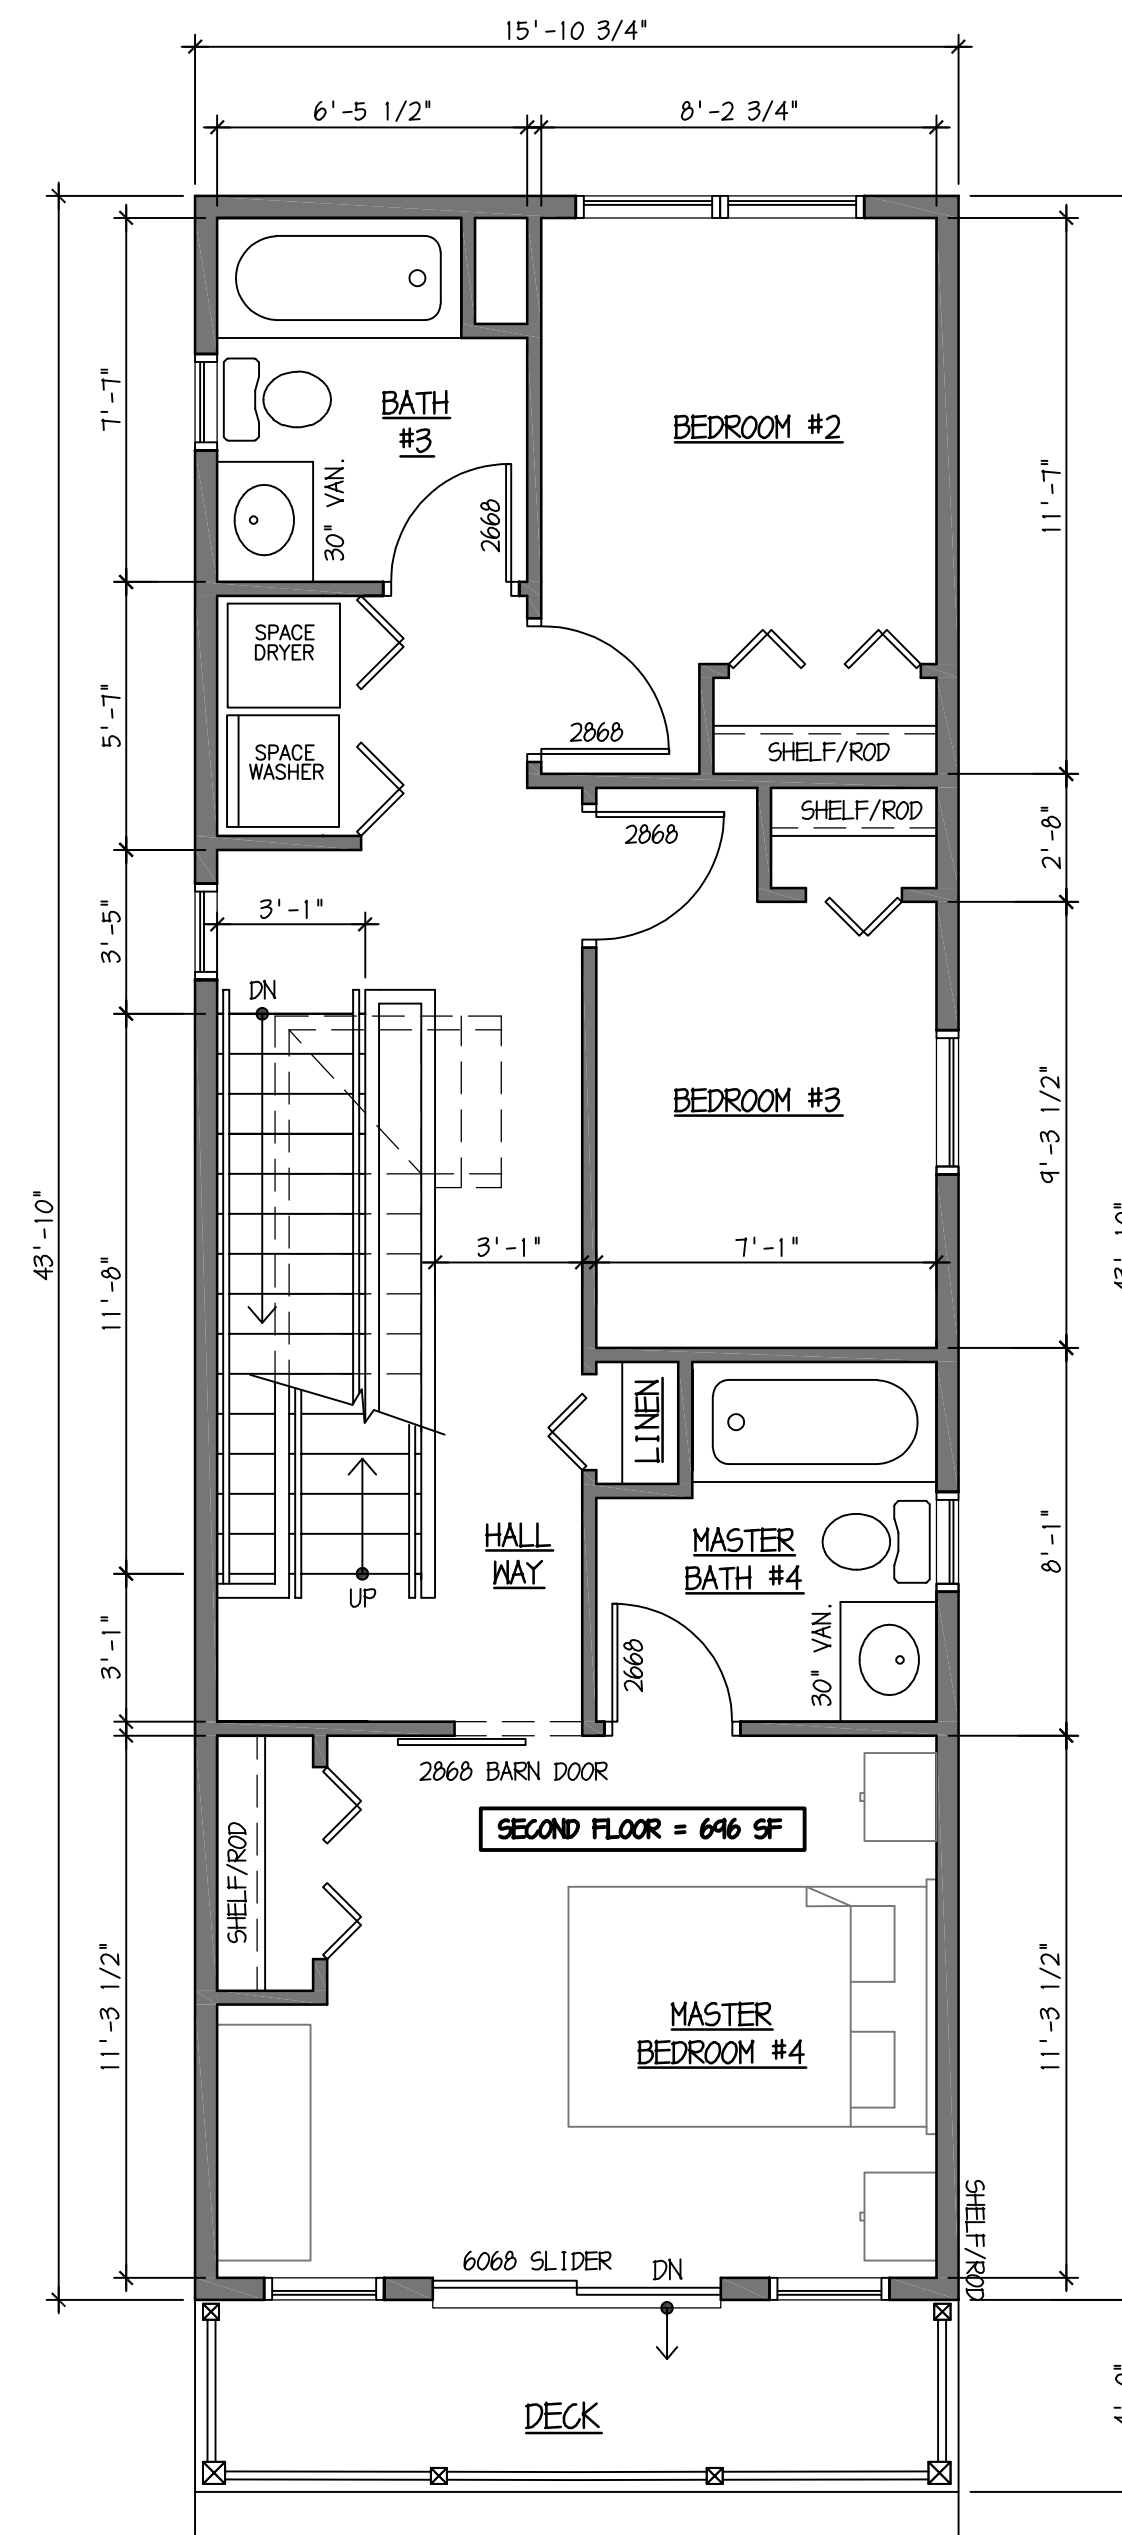 15'-10 3/4"
6'-5 1/2"
8'-2 3/4"
7'-7"
BATH
#3
30" VAN.
2668
BEDROOM #2
11'-7"
SPACE
DRYER
SPACE
WASHER
5'-7"
2868
SHELF/ROD
SHELF/ROD
2868
2'-8"
3'-5"
3'-1"
DN
BEDROOM #3
9'-3 1/2"
43'-10"
43'-10"
11'-8"
3'-1"
7'-1"
LINEN
HALL
WAY
MASTER
BATH #4
8'-1"
UP
2668
30" VAN.
3'-1"
2868 BARN DOOR
SECOND FLOOR = 696 SF
SHELF/ROD
11'-3 1/2"
MASTER
BEDROOM #4
11'-3 1/2"
SHELF/ROD
6068 SLIDER
DN
DECK